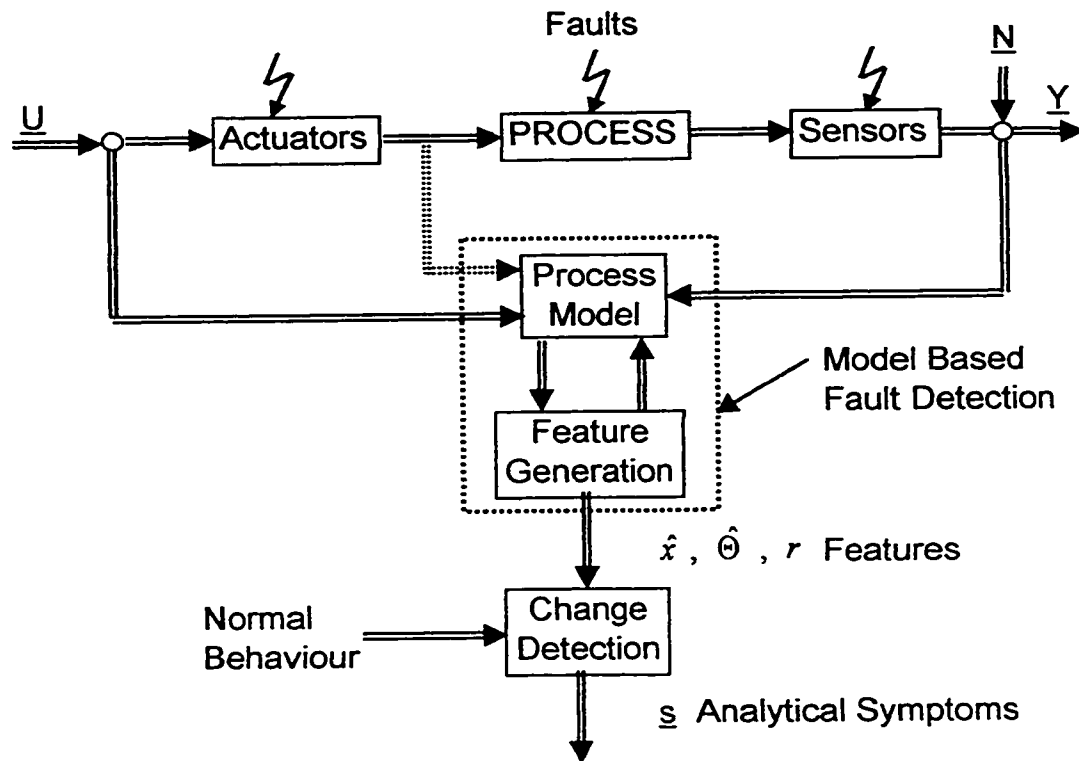 Faults
N
U
Y
Actuators
PROCESS
Sensors
Process
Model
Model Based
Fault Detection
Feature
Generation
x̂ , Θ̂ , r Features
Normal
Behaviour
Change
Detection
s Analytical Symptoms